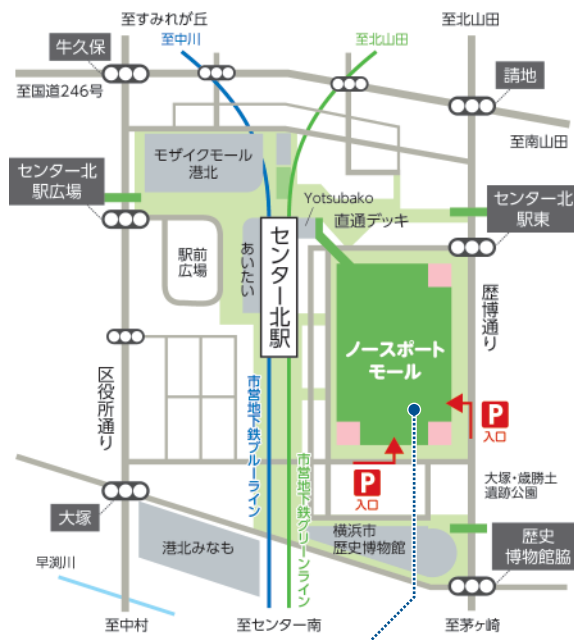 至すみれが丘
至北山田
牛久保
至中川
至北山田
請地
至国道246号
至南山田
モザイクモール
港北
センター北
駅広場
Yotsubako
センター北
駅東
直通デッキ
駅前
広場
あいたい
センター北駅
歴博通り
ノースポート
モール
区役所通り
市営地下鉄ブルーライン
市営地下鉄グリーンライン
P
入口
P
入口
大塚・歳勝土
遺跡公園
大塚
港北みなも
横浜市
歴史博物館
歴史
博物館脇
早渕川
至中村
至センター南
至茅ヶ崎